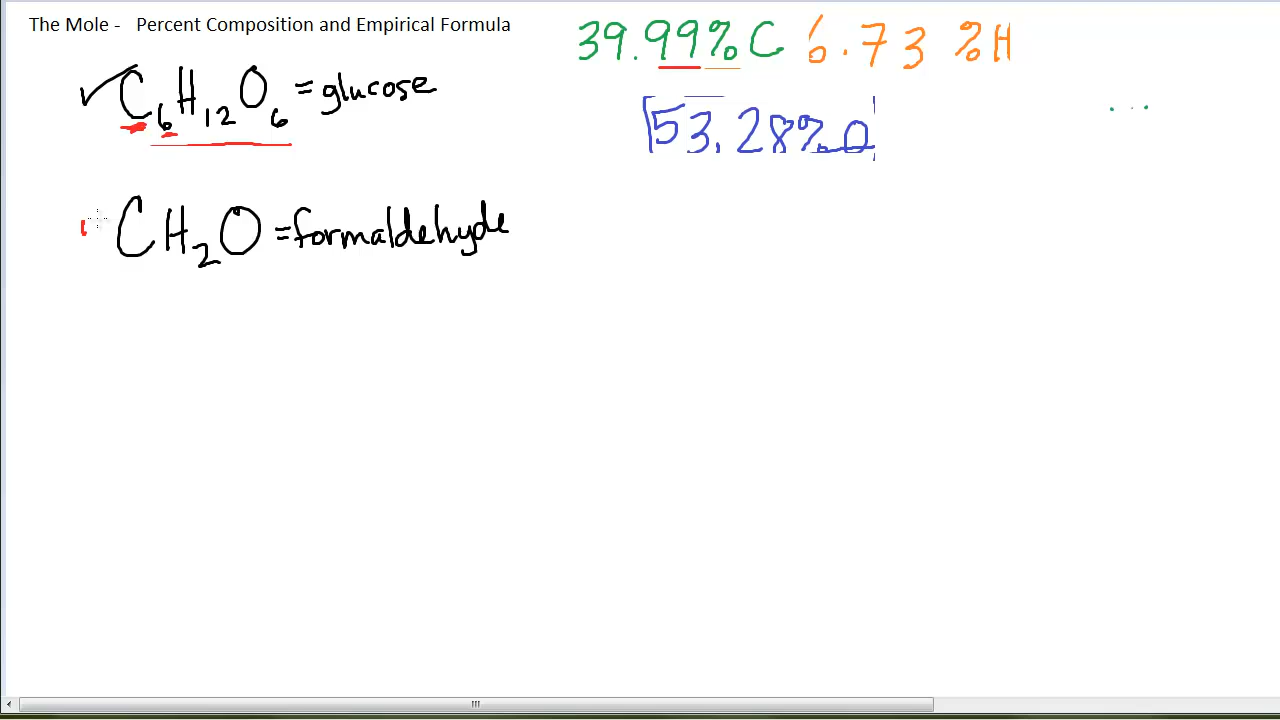 The Mole - Percent Composition and Empirical Formula
39.99% C 6.73 % H
C6H12O6 = glucose
53.28% O
CH2O = formaldehyde